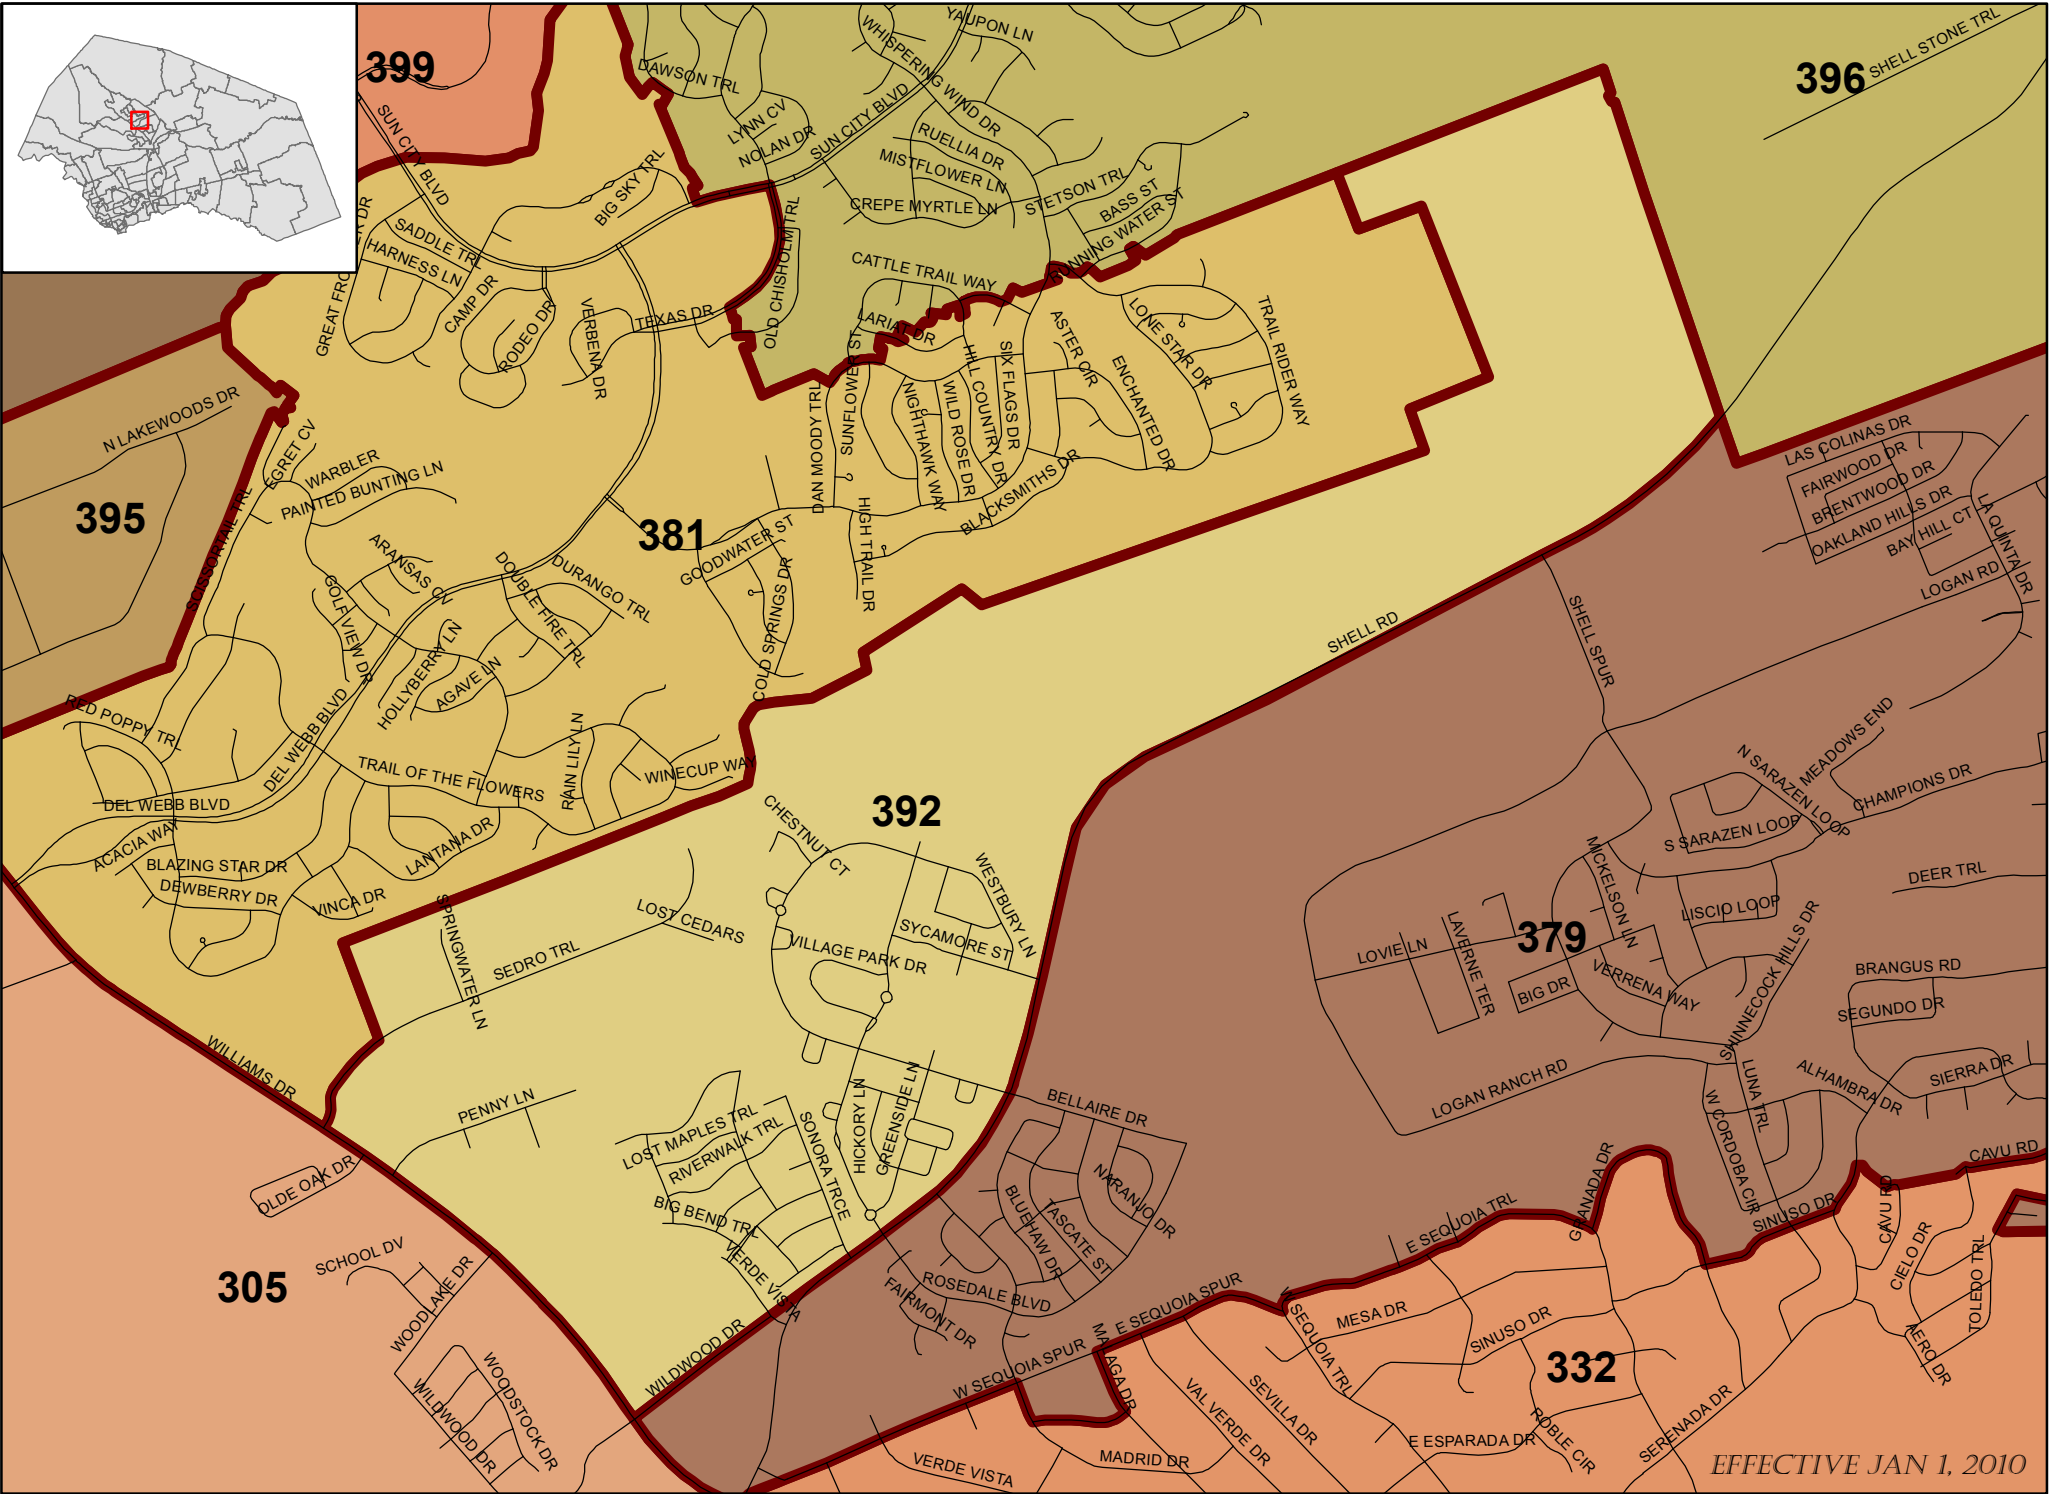 399
396
SHELL STONE TRL
YAUPON LN
WHISPERING WIND DR
DAWSON TRL
LYNN CV
NOLAN DR
SUN CITY BLVD
SUN CITY BLVD
RUELLIA DR
MISTFLOWER LN
CREPE MYRTLE LN
STETSON TRL
BASS ST
RUNNING WATER ST
BIG SKY TRL
SADDLE TRL
HARNESS LN
CAMP DR
RODEO DR
VERBENA DR
TEXAS DR
OLD CHISHOLM TRL
CATTLE TRAIL WAY
LARIAT DR
LONE STAR DR
TRAIL RIDER WAY
ASTER CIR
ENCHANTED DR
SIX FLAGS DR
HILL COUNTRY DR
WILD ROSE DR
NIGHTHAWK WAY
SUNFLOWER ST
DAN MOODY TRL
BLACKSMITHS DR
HIGH TRAIL DR
N LAKEWOODS DR
EGRET CV
WARBLER
PAINTED BUNTING LN
SCISSORTAIL TRL
395
381
GOODWATER ST
COLD SPRINGS DR
ARANSAS CV
GOLFVIEW DR
DOUBLE FIRE TRL
DURANGO TRL
HOLLYBERRY LN
AGAVE LN
LAS COLINAS DR
FAIRWOOD DR
BRENTWOOD DR
OAKLAND HILLS DR
BAY HILL CT
LA QUINTA DR
LOGAN RD
SHELL RD
SHELL SPUR
RED POPPY TRL
DEL WEBB BLVD
DEL WEBB BLVD
TRAIL OF THE FLOWERS
RAIN LILY LN
WINECUP WAY
ACACIA WAY
BLAZING STAR DR
DEWBERRY DR
VINCA DR
LANTANA DR
392
CHESTNUT CT
WESTBURY LN
SYCAMORE ST
VILLAGE PARK DR
LOST CEDARS
SEDRO TRL
SPRINGWATER LN
MEADOWS END
N SARAZEN LOOP
CHAMPIONS DR
S SARAZEN LOOP
MICKELSON LN
DEER TRL
LISCIO LOOP
379
LOVIE LN
LAVERNE TER
BIG DR
VERRENA WAY
SHINNECOCK HILLS DR
BRANGUS RD
SEGUNDO DR
SIERRA DR
ALHAMBRA DR
LUNA TRL
W CORDOBA CIR
LOGAN RANCH RD
WILLIAMS DR
PENNY LN
LOST MAPLES TRL
RIVERWALK TRL
BIG BEND TRL
SONORA TRCE
HICKORY LN
GREENSIDE LN
VERDE VISTA
BELLAIRE DR
NARANJO DR
TASCATE ST
BLUEHAW DR
ROSEDALE BLVD
FAIRMONT DR
OLDE OAK DR
305
SCHOOL DV
WOODLAKE DR
WOODSTOCK DR
WILDWOOD DR
WILDWOOD DR
W SEQUOIA SPUR
E SEQUOIA SPUR
E SEQUOIA TRL
GRANADA DR
SINUSO DR
CAVU RD
CAVU RD
CIELO DR
TOLEDO TRL
AERO DR
MESA DR
SINUSO DR
332
W SEQUOIA TRL
SEVILLA DR
VAL VERDE DR
MADRID DR
VERDE VISTA
E ESPARADA DR
ROBLE CIR
SERENADA DR
EFFECTIVE JAN 1, 2010